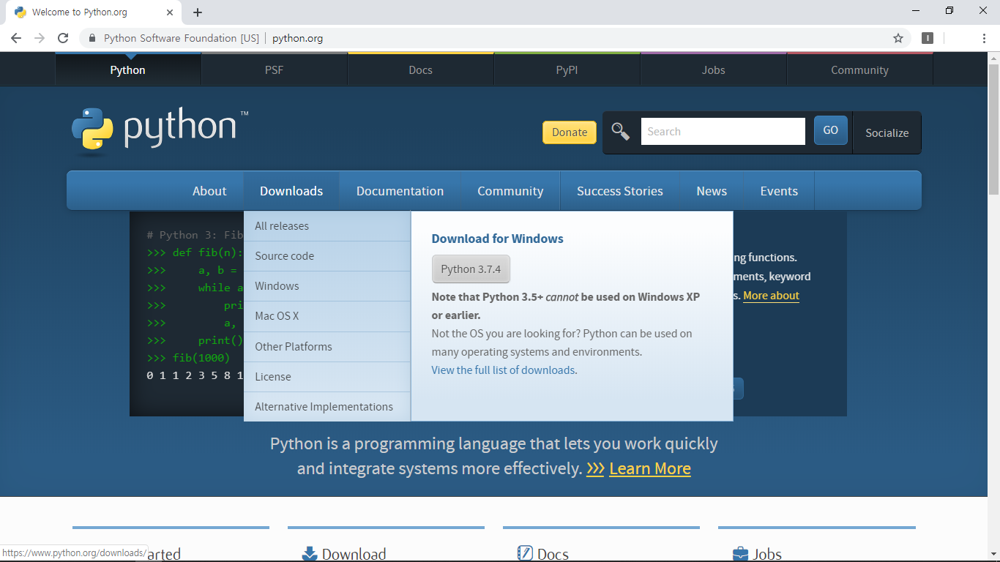 Welcome to Python.org
Python Software Foundation [US] | python.org
Python PSF Docs PyPI Jobs Community
python™
Donate Search GO Socialize
About Downloads Documentation Community Success Stories News Events
# Python 3: Fib
>>> def fib(n):
>>> a, b =
>>> while a
>>> pri
>>> a,
>>> print()
>>> fib(1000)
0 1 1 2 3 5 8 1
All releases
Source code
Windows
Mac OS X
Other Platforms
License
Alternative Implementations
Download for Windows
Python 3.7.4
Note that Python 3.5+ cannot be used on Windows XP
or earlier.
Not the OS you are looking for? Python can be used on
many operating systems and environments.
View the full list of downloads.
ng functions.
ments, keyword
s. More about
Python is a programming language that lets you work quickly
and integrate systems more effectively. >>> Learn More
arted Download Docs Jobs
https://www.python.org/downloads/